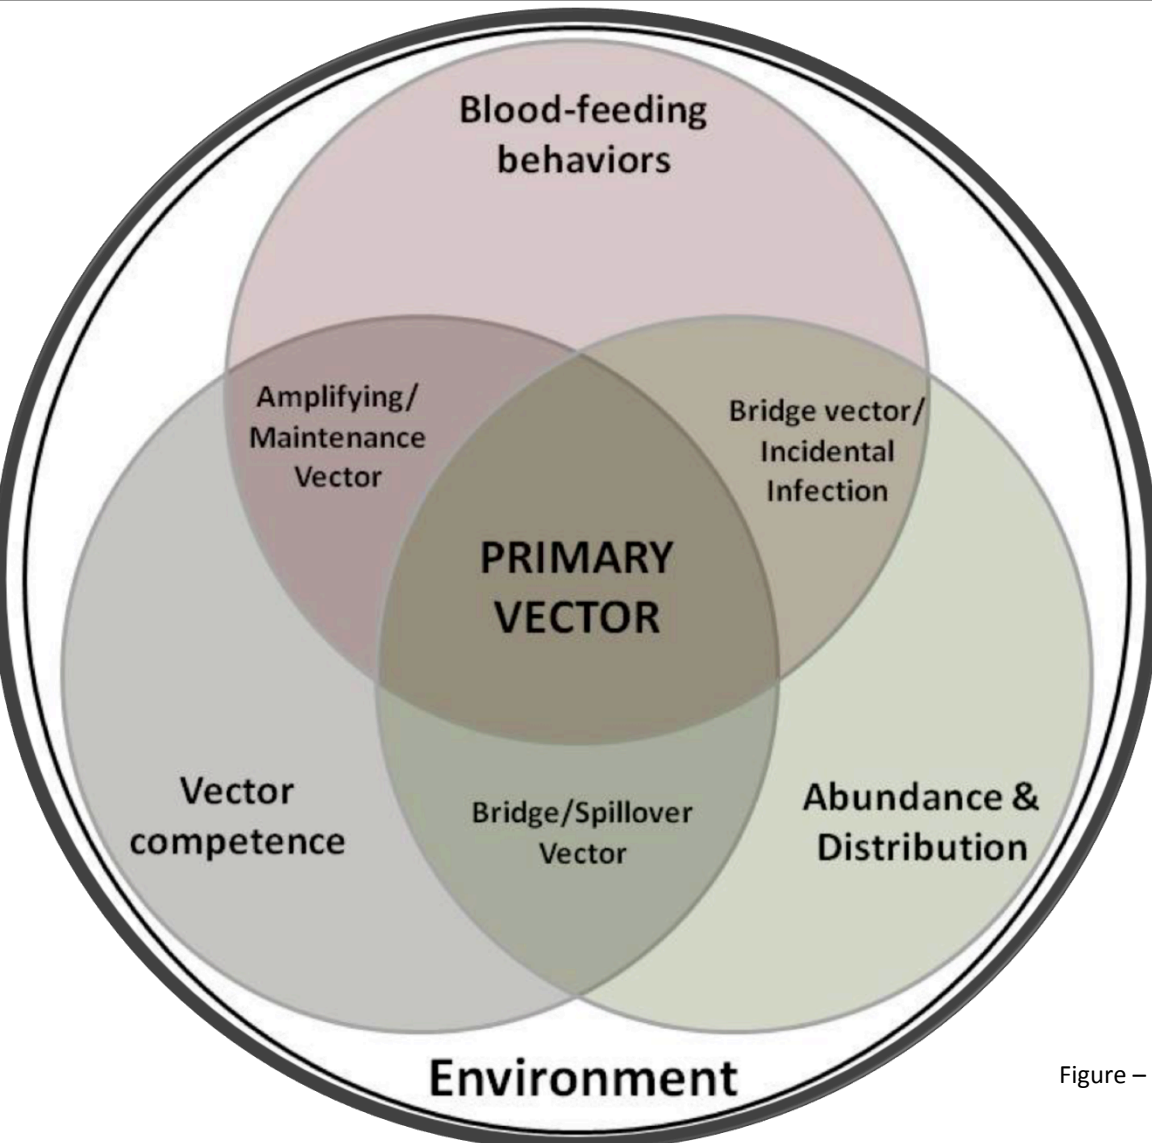 Blood-feeding
behaviors
Amplifying/
Maintenance
Vector
Bridge vector/
Incidental
Infection
PRIMARY
VECTOR
Vector
competence
Bridge/Spillover
Vector
Abundance &
Distribution
Environment
Figure –